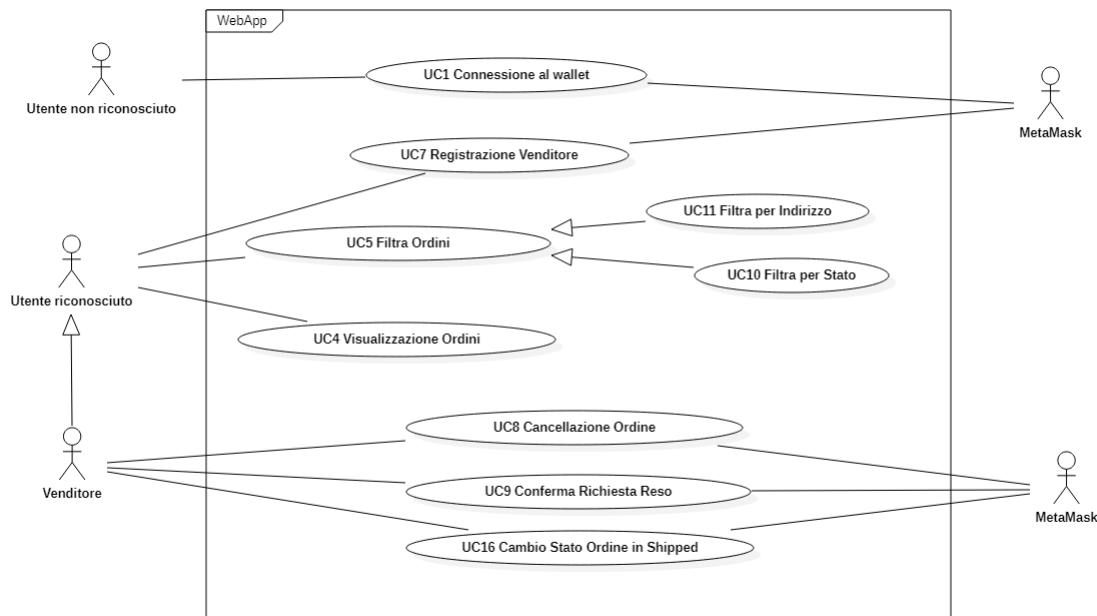 WebApp
UC1 Connessione al wallet
Utente non riconosciuto
MetaMask
UC7 Registrazione Venditore
UC11 Filtra per Indirizzo
UC5 Filtra Ordini
UC10 Filtra per Stato
Utente riconosciuto
UC4 Visualizzazione Ordini
UC8 Cancellazione Ordine
Venditore
UC9 Conferma Richiesta Reso
MetaMask
UC16 Cambio Stato Ordine in Shipped